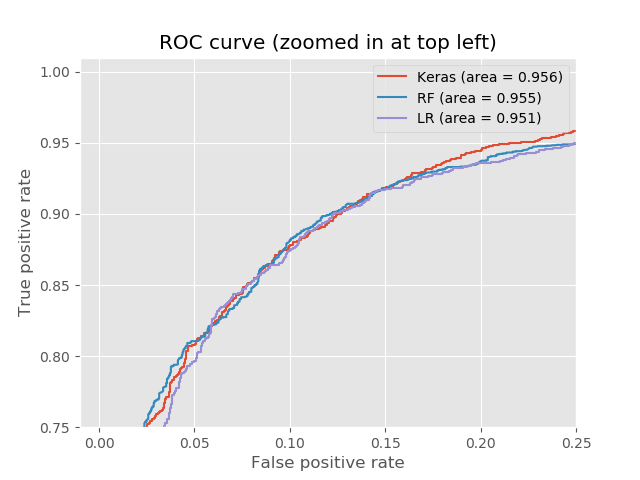 ROC curve (zoomed in at top left)
1.00
0.95
0.90
0.85
0.80
0.75
True positive rate
Keras (area = 0.956)
RF (area = 0.955)
LR (area = 0.951)
0.00 0.05 0.10 0.15 0.20 0.25
False positive rate